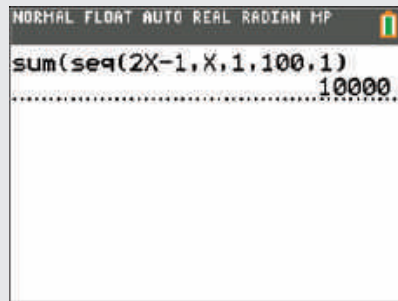 NORMAL FLOAT AUTO REAL RADIAN MP
sum(seq(2X-1,X,1,100,1)
10000